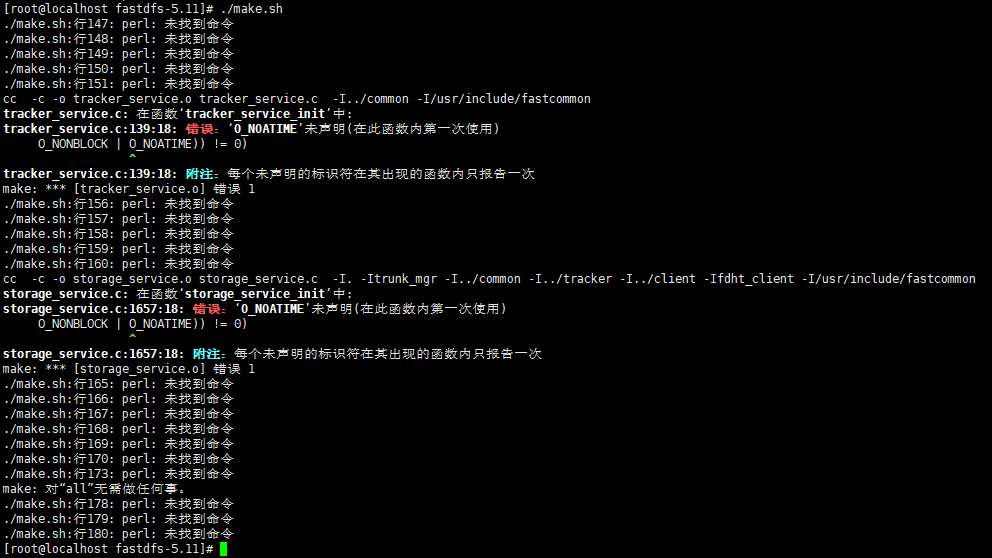 [root@localhost fastdfs-5.11]# ./make.sh
./make.sh:行147: perl: 未找到命令
./make.sh:行148: perl: 未找到命令
./make.sh:行149: perl: 未找到命令
./make.sh:行150: perl: 未找到命令
./make.sh:行151: perl: 未找到命令
cc  -c -o tracker_service.o tracker_service.c  -I../common -I/usr/include/fastcommon
tracker_service.c: 在函数‘tracker_service_init’中:
tracker_service.c:139:18: 错误：‘O_NOATIME’未声明(在此函数内第一次使用)
     O_NONBLOCK | O_NOATIME)) != 0)
                  ^
tracker_service.c:139:18: 附注：每个未声明的标识符在其出现的函数内只报告一次
make: *** [tracker_service.o] 错误 1
./make.sh:行156: perl: 未找到命令
./make.sh:行157: perl: 未找到命令
./make.sh:行158: perl: 未找到命令
./make.sh:行159: perl: 未找到命令
./make.sh:行160: perl: 未找到命令
cc  -c -o storage_service.o storage_service.c  -I. -Itrunk_mgr -I../common -I../tracker -I../client -Ifdht_client -I/usr/include/fastcommon
storage_service.c: 在函数‘storage_service_init’中:
storage_service.c:1657:18: 错误：‘O_NOATIME’未声明(在此函数内第一次使用)
     O_NONBLOCK | O_NOATIME)) != 0)
                  ^
storage_service.c:1657:18: 附注：每个未声明的标识符在其出现的函数内只报告一次
make: *** [storage_service.o] 错误 1
./make.sh:行165: perl: 未找到命令
./make.sh:行166: perl: 未找到命令
./make.sh:行167: perl: 未找到命令
./make.sh:行168: perl: 未找到命令
./make.sh:行169: perl: 未找到命令
./make.sh:行170: perl: 未找到命令
./make.sh:行173: perl: 未找到命令
make: 对“all”无需做任何事。
./make.sh:行178: perl: 未找到命令
./make.sh:行179: perl: 未找到命令
./make.sh:行180: perl: 未找到命令
[root@localhost fastdfs-5.11]#